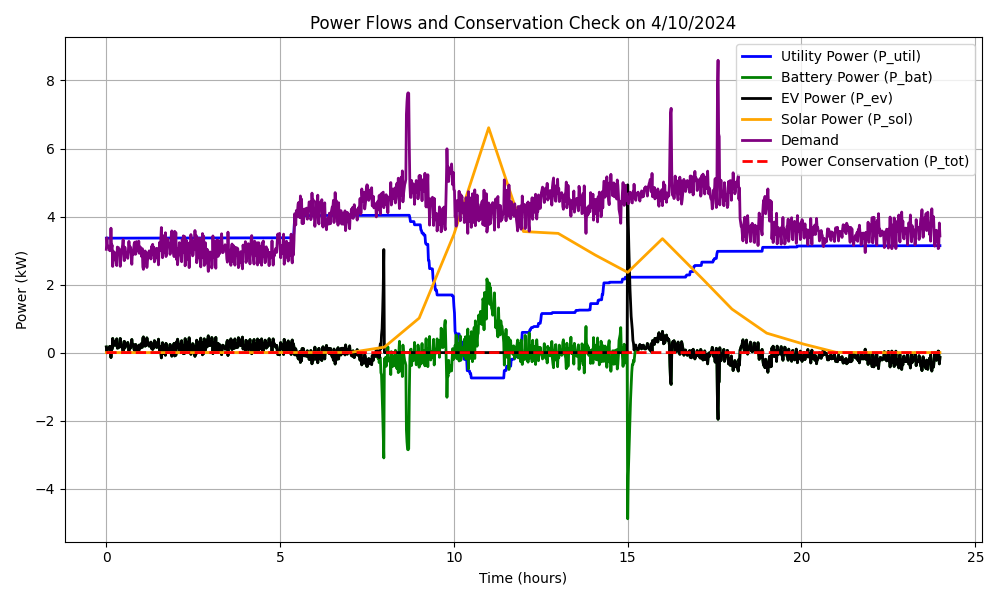 Power Flows and Conservation Check on 4/10/2024
Utility Power (P_util)
Battery Power (P_bat)
EV Power (P_ev)
Solar Power (P_sol)
Demand
Power Conservation (P_tot)
Power (kW)
8
6
4
2
0
−2
−4
0
5
10
15
20
25
Time (hours)